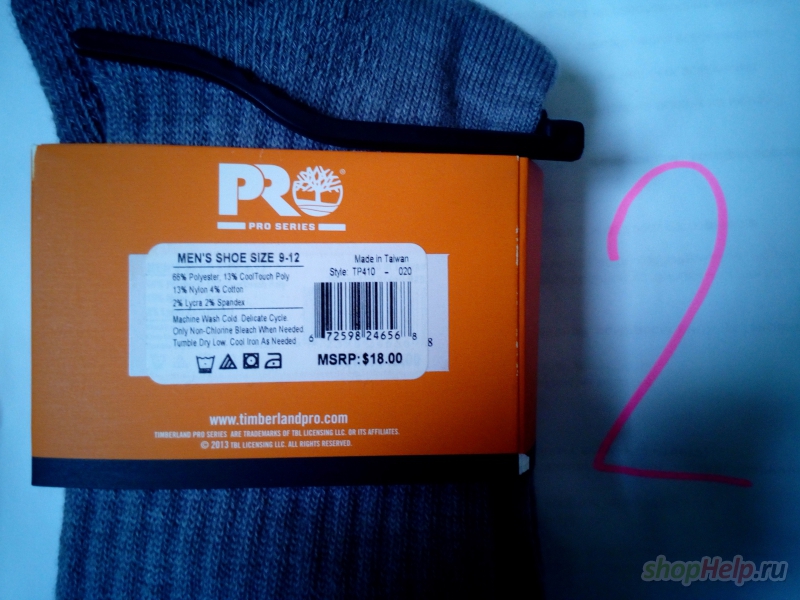 PRO
®
PRO SERIES
MEN'S SHOE SIZE 9-12
Made in Taiwan
Style: TP410 - 020
66% Polyester, 13% CoolTouch Poly
13% Nylon 4% Cotton
2% Lycra 2% Spandex
Machine Wash Cold. Delicate Cycle.
Only Non-Chlorine Bleach When Needed.
Tumble Dry Low. Cool Iron As Needed
6 72598 24656 8 8
MSRP: $18.00
www.timberlandpro.com
TIMBERLAND PRO SERIES ARE TRADEMARKS OF TBL LICENSING LLC. OR ITS AFFILIATES.
© 2013 TBL LICENSING LLC. ALL RIGHTS RESERVED.
2
shopHelp.ru